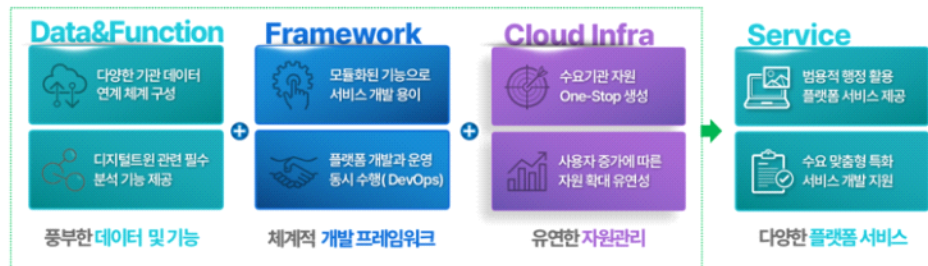 Data&Function
다양한 기관 데이터
연계 체계 구성
디지털트윈 관련 필수
분석 기능 제공
풍부한 데이터 및 기능
Framework
모듈화된 기능으로
서비스 개발 용이
플랫폼 개발과 운영
동시 수행(DevOps)
체계적 개발 프레임워크
Cloud Infra
수요기관 자원
One-Stop 생성
사용자 증가에 따른
자원 확대 유연성
유연한 자원관리
Service
범용적 행정 활용
플랫폼 서비스 제공
수요 맞춤형 특화
서비스 개발 지원
다양한 플랫폼 서비스